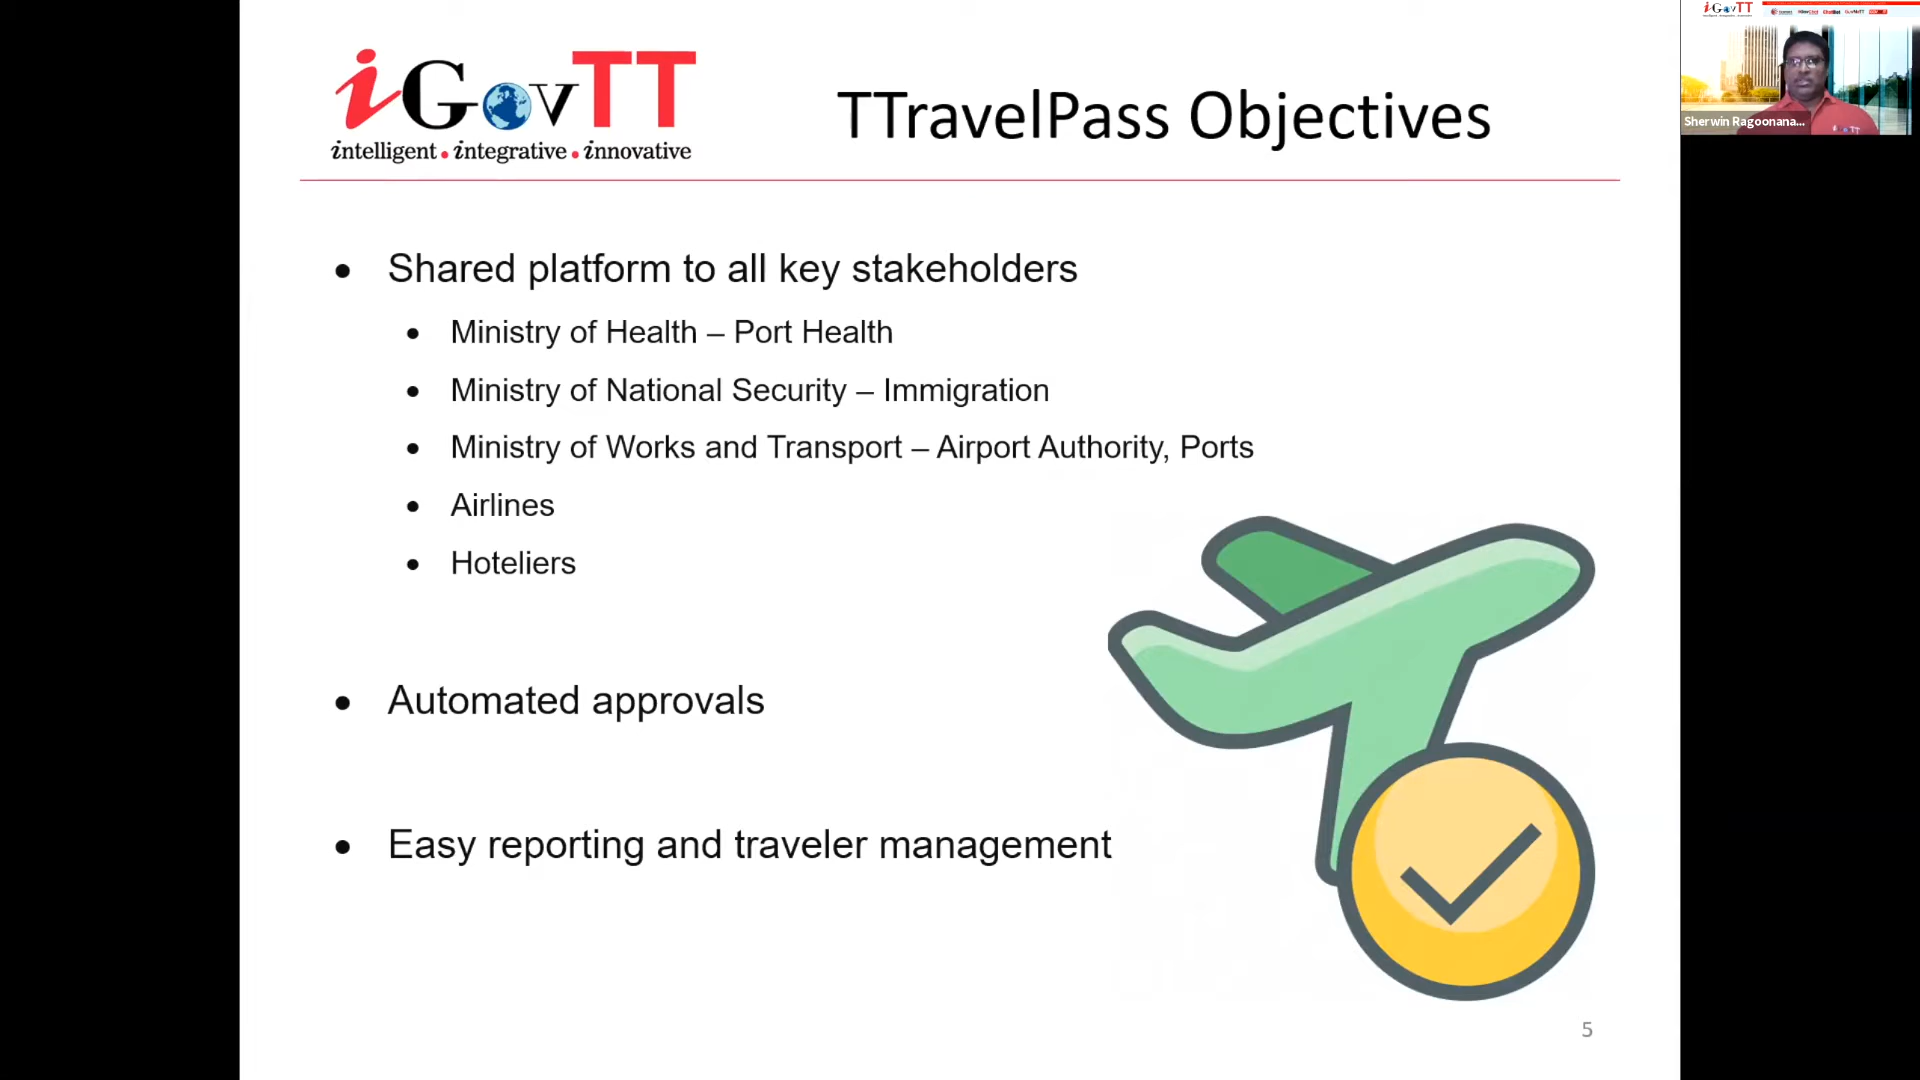 iGovTT
intelligent • integrative • innovative
TTravelPass Objectives
• Shared platform to all key stakeholders
• Ministry of Health – Port Health
• Ministry of National Security – Immigration
• Ministry of Works and Transport – Airport Authority, Ports
• Airlines
• Hoteliers
• Automated approvals
• Easy reporting and traveler management
5
iGovTT
Sherwin Ragoonana...